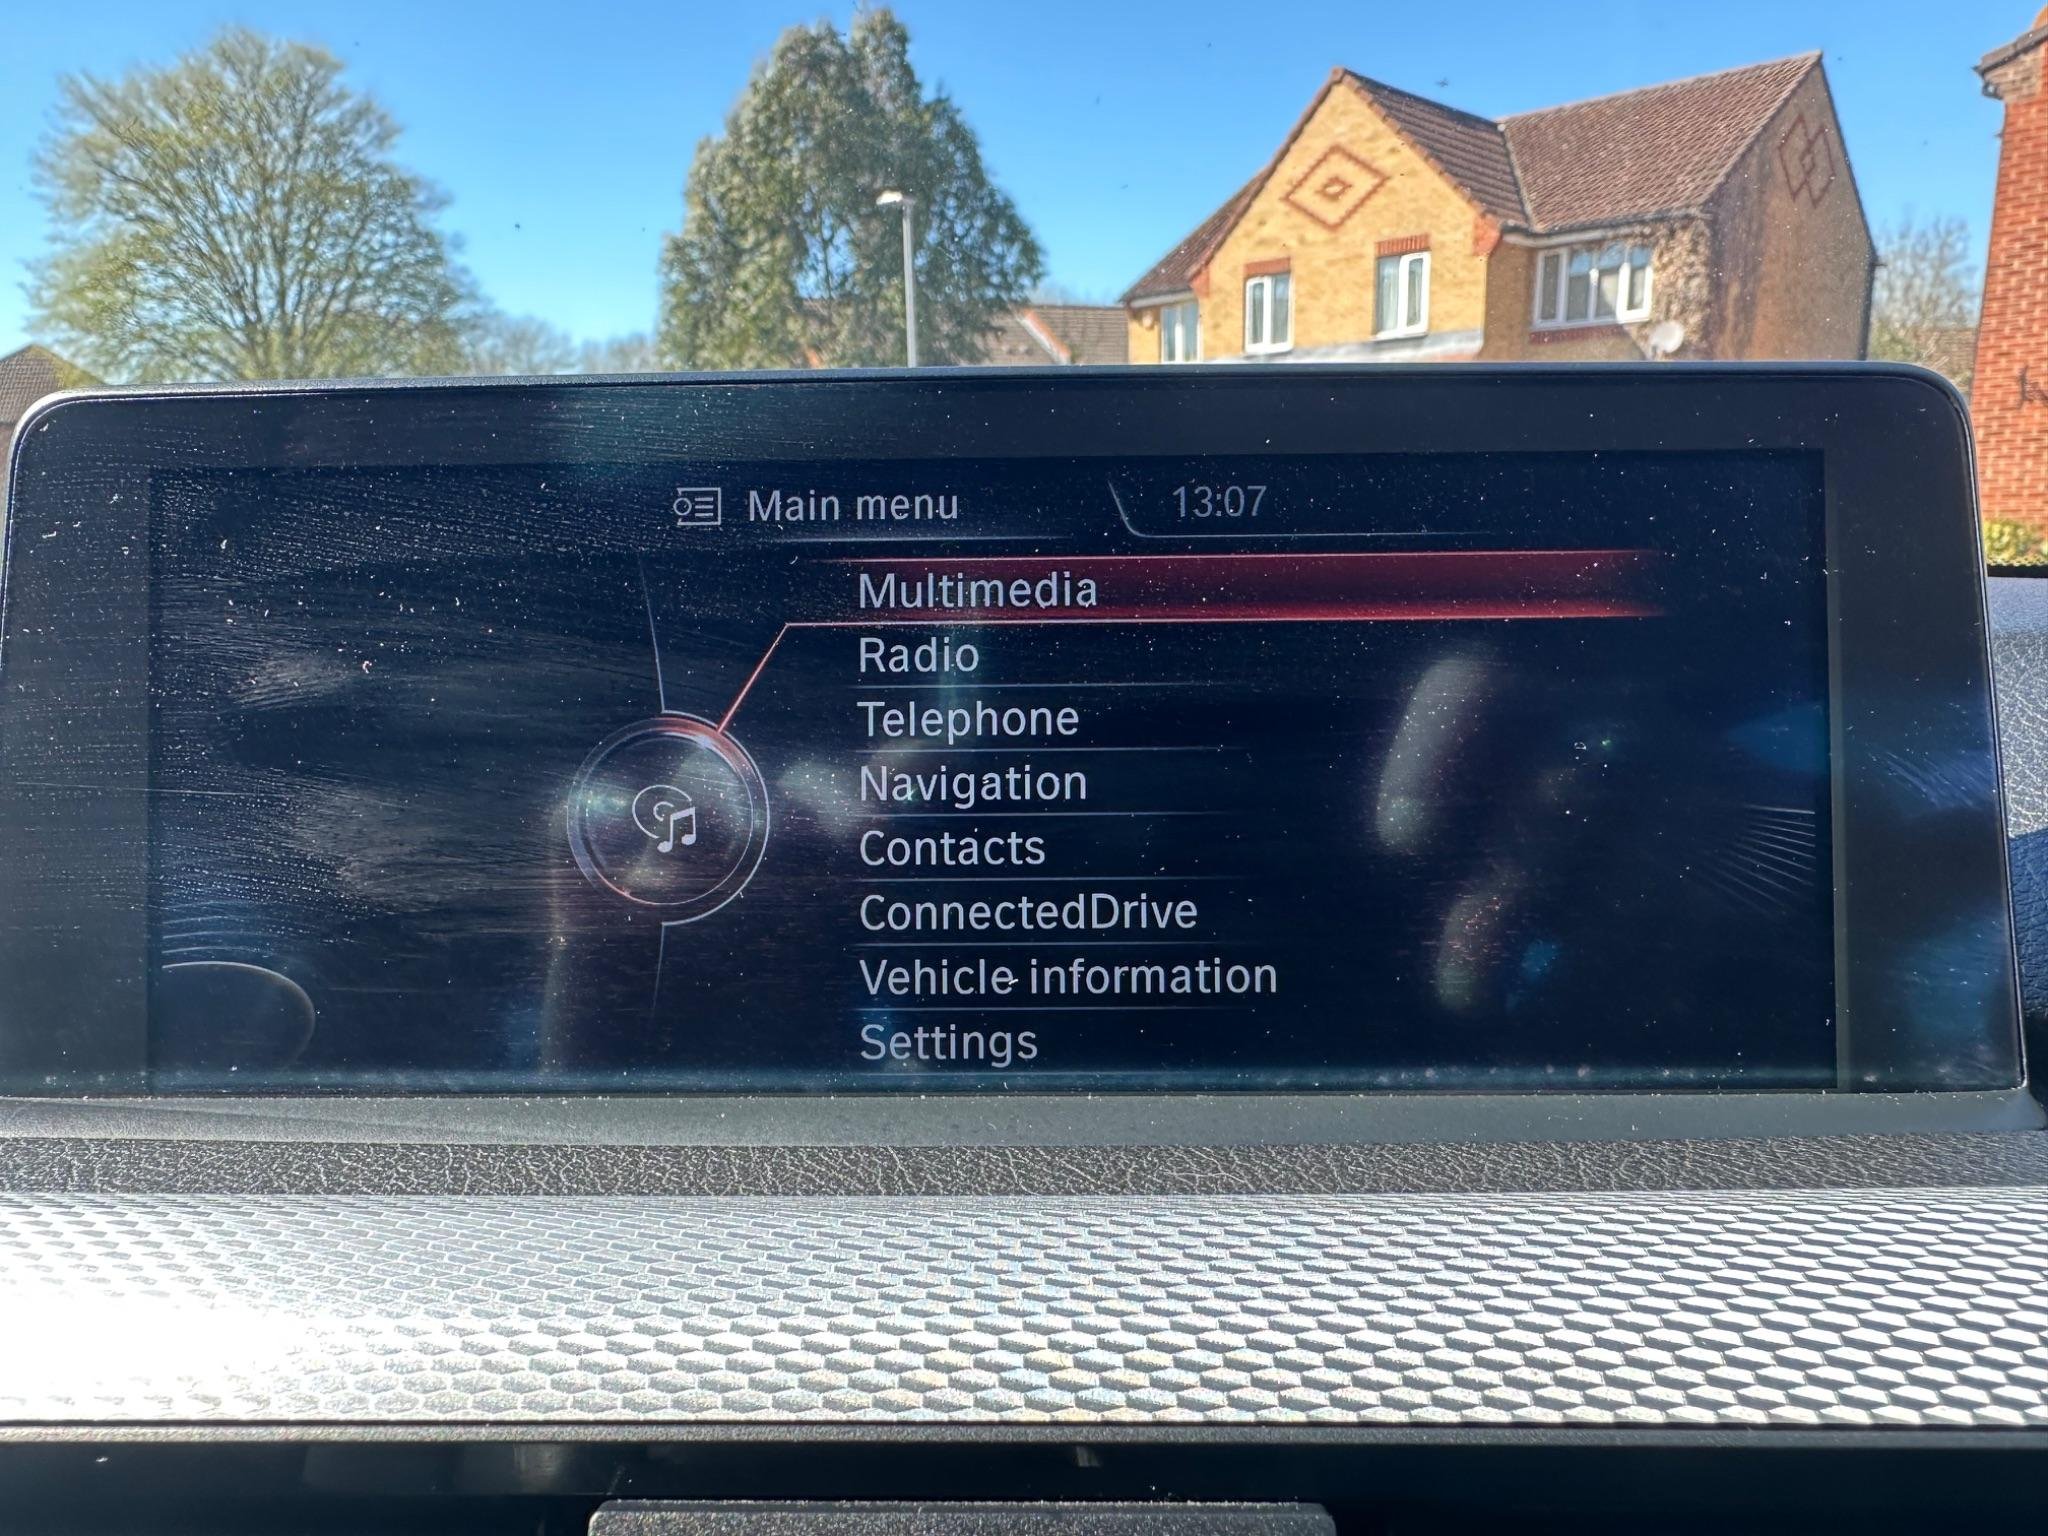 Main menu
13:07
Multimedia
Radio
Telephone
Navigation
Contacts
ConnectedDrive
Vehicle information
Settings